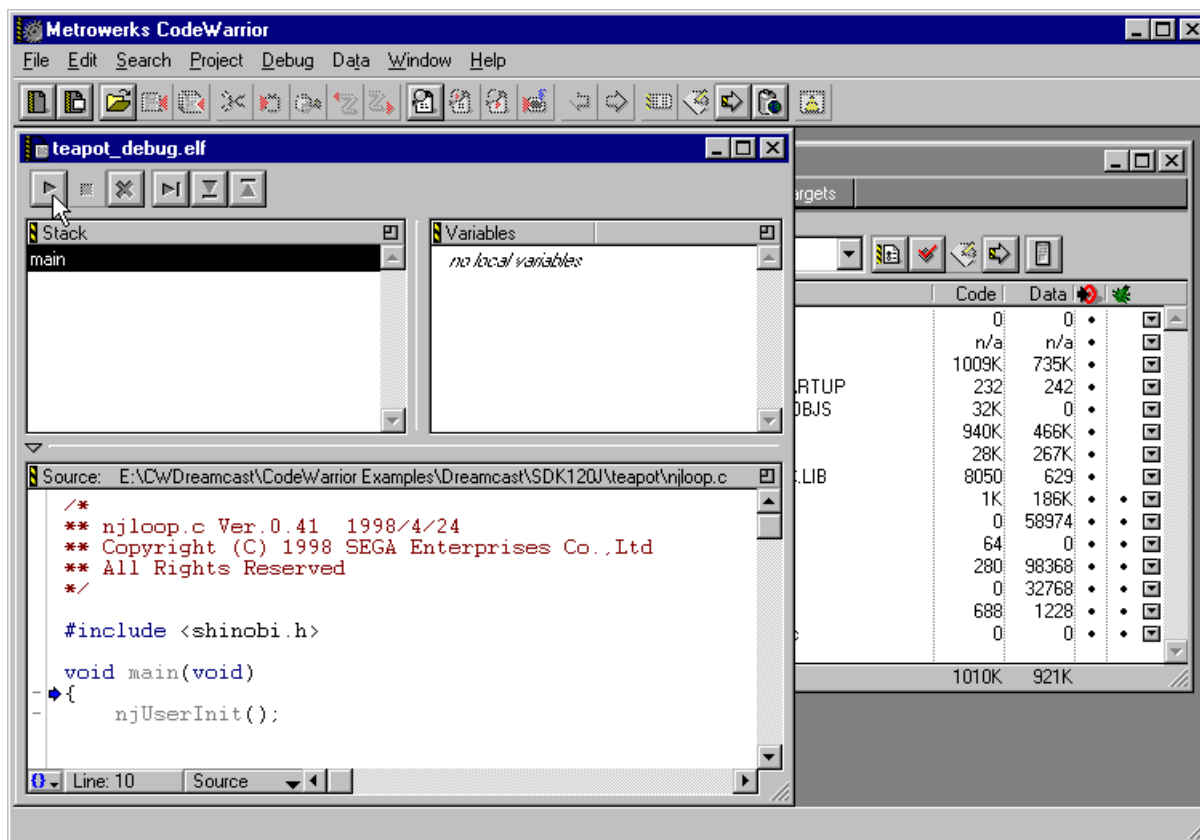 Metrowerks CodeWarrior
File Edit Search Project Debug Data Window Help
teapot_debug.elf
Stack
main
Variables
no local variables
Source: E:\CWDreamcast\CodeWarrior Examples\Dreamcast\SDK120J\teapot\njloop.c
/*
** njloop.c Ver.0.41 1998/4/24
** Copyright (C) 1998 SEGA Enterprises Co.,Ltd
** All Rights Reserved
*/
#include <shinobi.h>
void main(void)
{
njUserInit();
Line: 10 Source
argets
Code Data
0 0
n/a n/a
1009K 735K
RTUP 232 242
OBJS 32K 0
940K 466K
28K 267K
.LIB 8050 629
1K 186K
0 58974
64 0
280 98368
0 32768
688 1228
0 0
1010K 921K